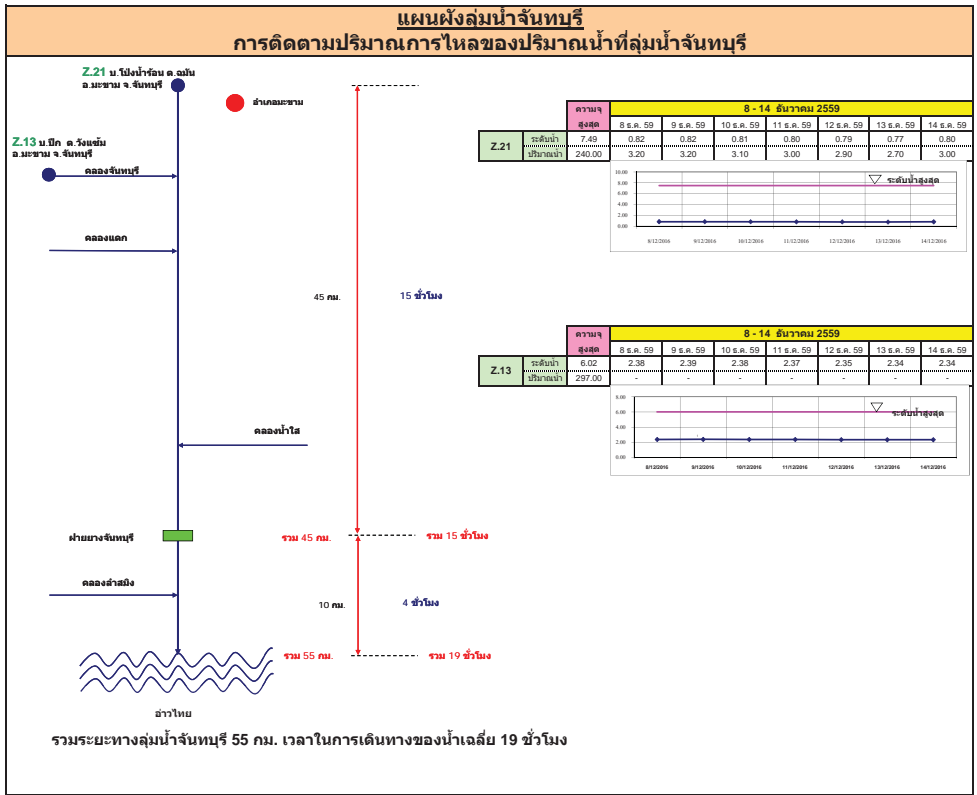 แผนผังลุ่มน้ำจันทบุรี
การติดตามปริมาณการไหลของปริมาณน้ำที่ลุ่มน้ำจันทบุรี
Z.21 บ.โป่งน้ำร้อน ต.ฉมัน
อ.มะขาม จ.จันทบุรี
อำเภอมะขาม
Z.13 บ.ปึก ต.วังแซ้ม
อ.มะขาม จ.จันทบุรี
คลองจันทบุรี
คลองแตก
45 กม. 15 ชั่วโมง
คลองน้ำใส
ฝายยางจันทบุรี
รวม 45 กม. รวม 15 ชั่วโมง
คลองลำสมิง
10 กม. 4 ชั่วโมง
รวม 55 กม. รวม 19 ชั่วโมง
อ่าวไทย
รวมระยะทางลุ่มน้ำจันทบุรี 55 กม. เวลาในการเดินทางของน้ำเฉลี่ย 19 ชั่วโมง
ความจุ 8 - 14 ธันวาคม 2559
สูงสุด 8 ธ.ค. 59 9 ธ.ค. 59 10 ธ.ค. 59 11 ธ.ค. 59 12 ธ.ค. 59 13 ธ.ค. 59 14 ธ.ค. 59
Z.21 ระดับน้ำ 7.49 0.82 0.82 0.81 0.80 0.79 0.77 0.80
ปริมาณน้ำ 240.00 3.20 3.20 3.10 3.00 2.90 2.70 3.00
ระดับน้ำสูงสุด
10.00
8.00
6.00
4.00
2.00
0.00
8/12/2016 9/12/2016 10/12/2016 11/12/2016 12/12/2016 13/12/2016 14/12/2016
ความจุ 8 - 14 ธันวาคม 2559
สูงสุด 8 ธ.ค. 59 9 ธ.ค. 59 10 ธ.ค. 59 11 ธ.ค. 59 12 ธ.ค. 59 13 ธ.ค. 59 14 ธ.ค. 59
Z.13 ระดับน้ำ 6.02 2.38 2.39 2.38 2.37 2.35 2.34 2.34
ปริมาณน้ำ 297.00 - - - - - - -
ระดับน้ำสูงสุด
8.00
6.00
4.00
2.00
0.00
8/12/2016 9/12/2016 10/12/2016 11/12/2016 12/12/2016 13/12/2016 14/12/2016